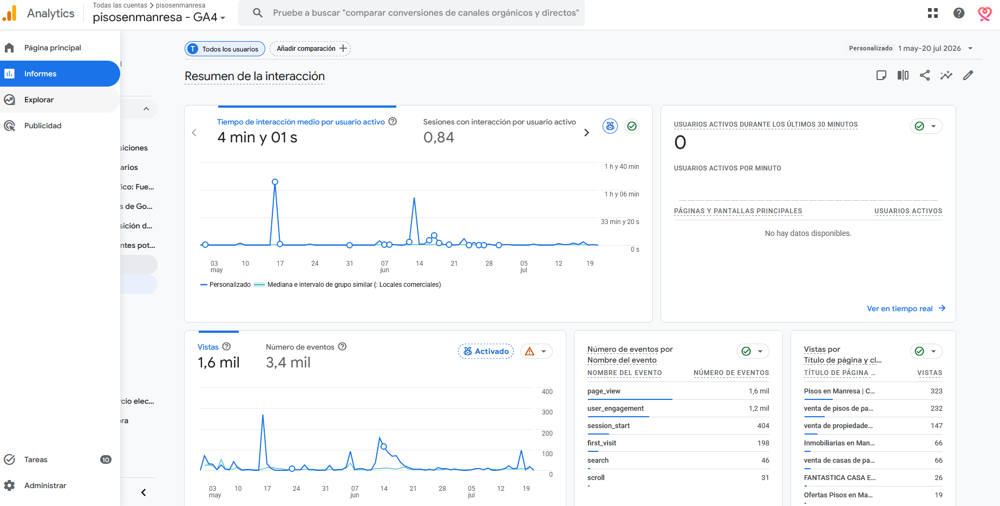 Analytics
Todas las cuentas > pisosenmanresa
pisosenmanresa - GA4
Pruebe a buscar "comparar conversiones de canales orgánicos y directos"
Página principal
Informes
Explorar
Publicidad
siciones
arios
ico: Fue...
s de Go...
sición d...
ntes pot...
cio elec...
ra
Tareas
10
Administrar
T Todos los usuarios
Añadir comparación +
Personalizado 1 may-20 jul 2026
Resumen de la interacción
Tiempo de interacción medio por usuario activo
4 min y 01 s
Sesiones con interacción por usuario activo
0,84
1 h y 40 min
1 h y 06 min
33 min y 20 s
0 s
03 may
10
17
24
31
07 jun
14
21
28
05 jul
12
19
Personalizado
Mediana e intervalo de grupo similar (: Locales comerciales)
USUARIOS ACTIVOS DURANTE LOS ÚLTIMOS 30 MINUTOS
0
USUARIOS ACTIVOS POR MINUTO
PÁGINAS Y PANTALLAS PRINCIPALES USUARIOS ACTIVOS
No hay datos disponibles.
Ver en tiempo real
Vistas
1,6 mil
Número de eventos
3,4 mil
Activado
400
300
200
100
0
03 may
10
17
24
31
07 jun
14
21
28
05 jul
12
19
Número de eventos por
Nombre del evento
NOMBRE DEL EVENTO NÚMERO DE EVENTOS
page_view 1,6 mil
user_engagement 1,2 mil
session_start 404
first_visit 198
search 46
scroll 31
Vistas por
Título de página y cl...
TÍTULO DE PÁGINA ... VISTAS
Pisos en Manresa | C... 323
venta de pisos de pa... 232
venta de propiedade... 147
Inmobiliarias en Man... 66
venta de casas de pa... 66
FANTASTICA CASA E... 26
Ofertas Pisos en Ma... 19